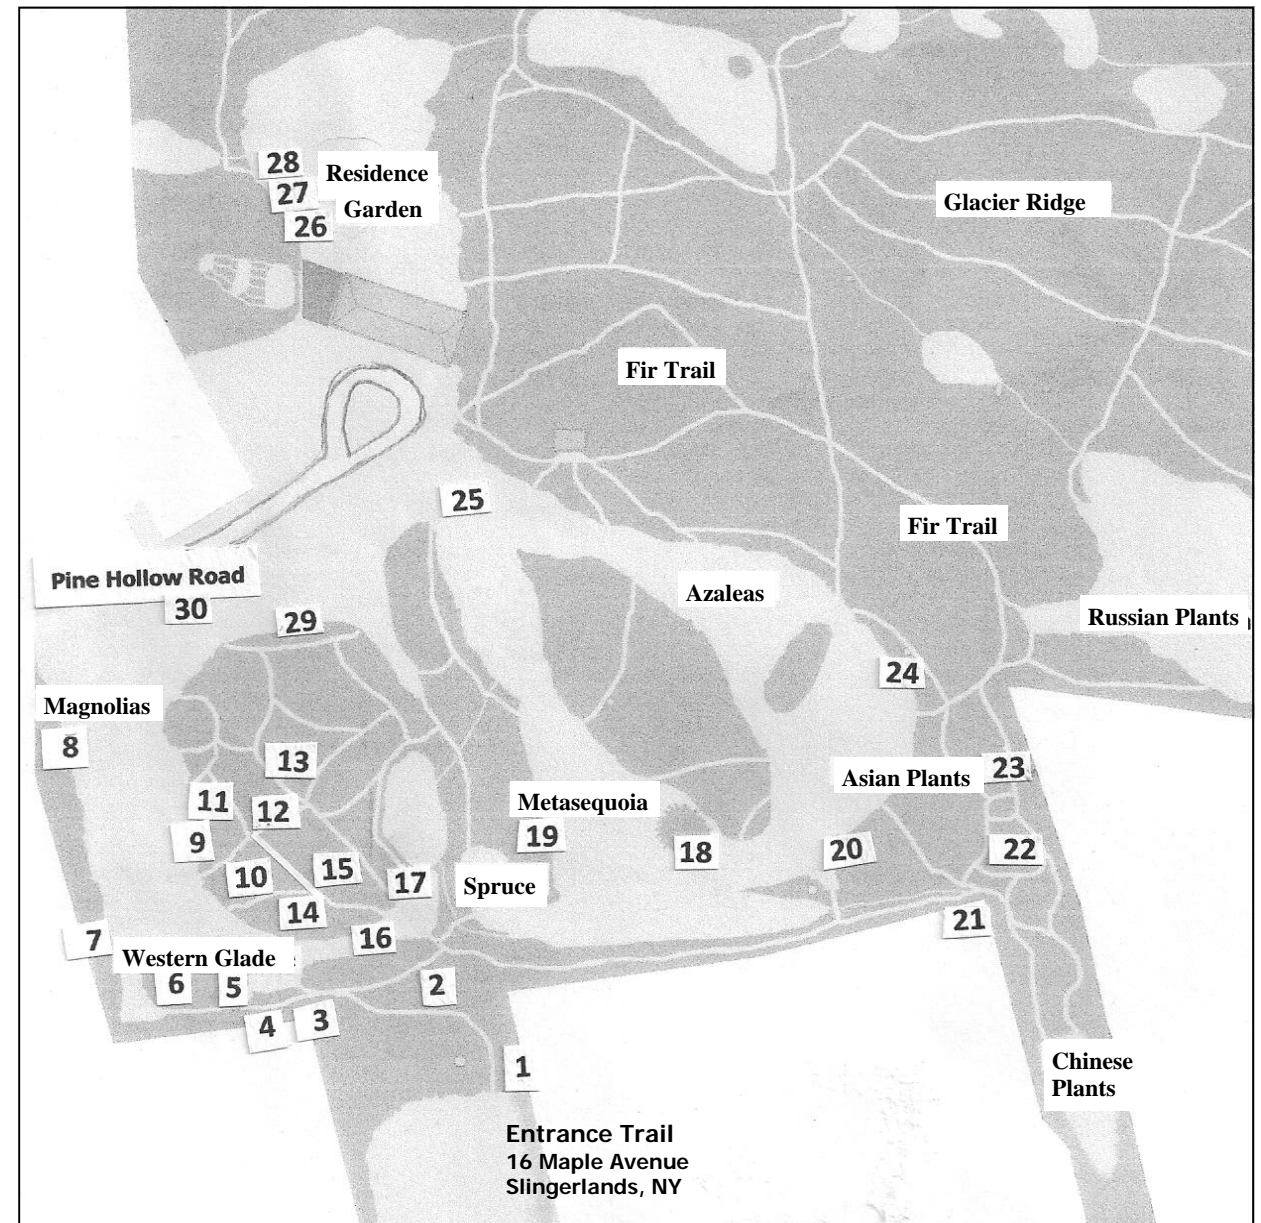 28
Residence
27
Garden
26
Glacier Ridge
Fir Trail
25
Fir Trail
Pine Hollow Road
30
29
Azaleas
Russian Plants
24
Magnolias
8
13
23
Asian Plants
11
12
Metasequoia
9
19
18
20
22
10
15
17
Spruce
14
16
21
7
Western Glade
6
5
2
4
3
1
Chinese
Plants
Entrance Trail
16 Maple Avenue
Slingerlands, NY